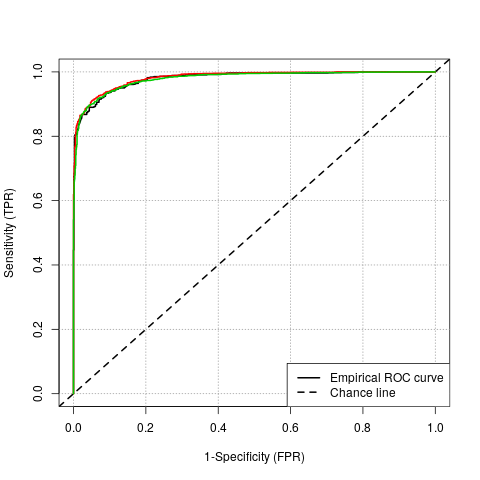 1.0
0.8
0.6
0.4
0.2
0.0
Sensitivity (TPR)
Empirical ROC curve
Chance line
0.0 0.2 0.4 0.6 0.8 1.0
1-Specificity (FPR)